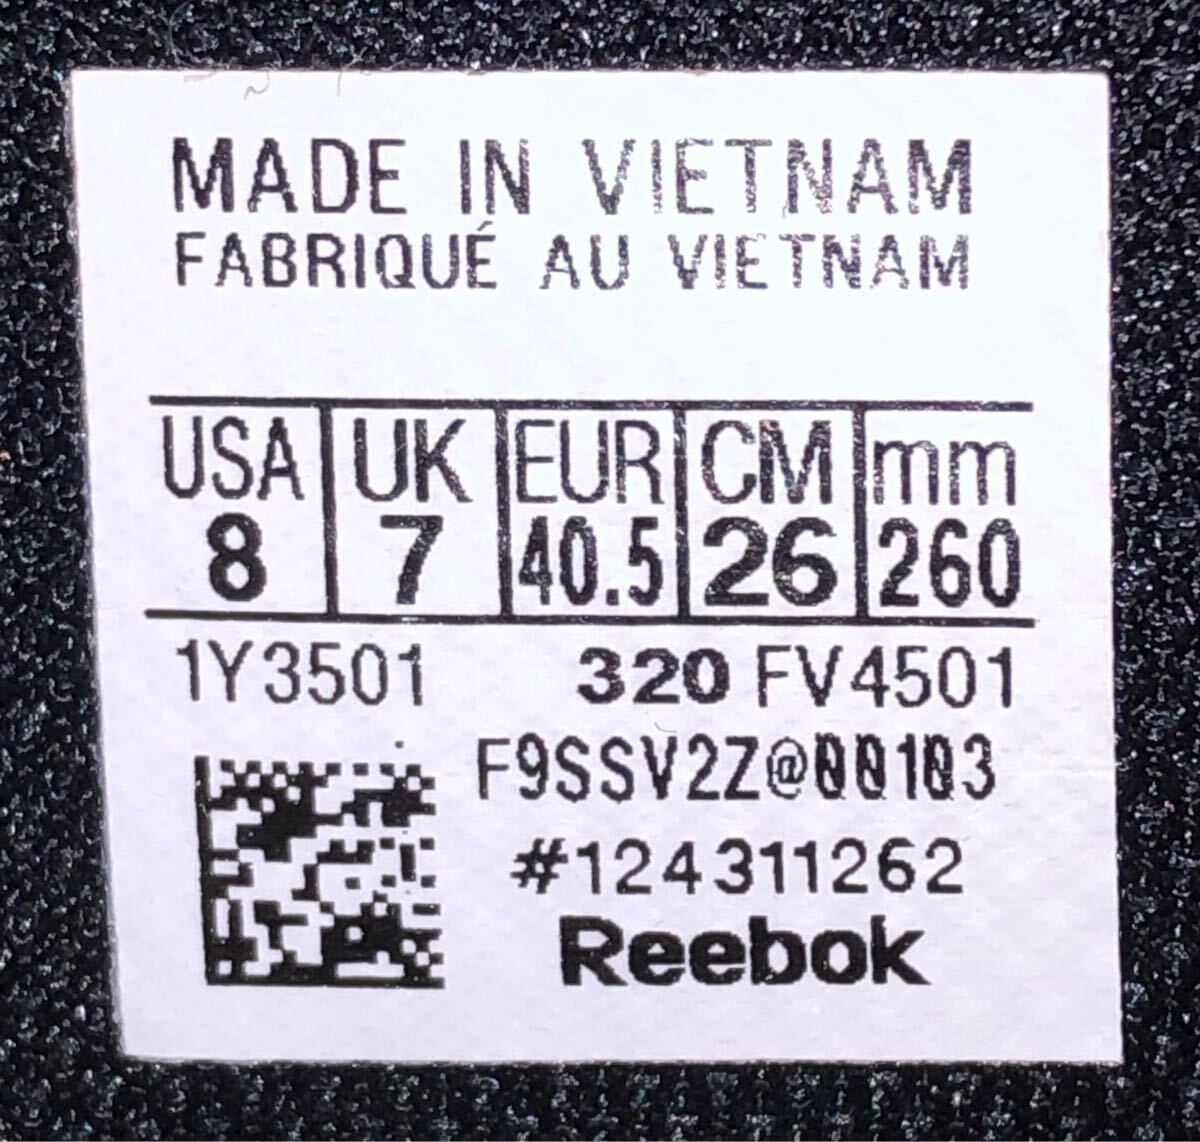 MADE IN VIETNAM
FABRIQUÉ AU VIETNAM
USA UK EUR CM mm
8 7 40.5 26 260
1Y3501 320 FV4501
F9SSV2Z@00103
#124311262
Reebok